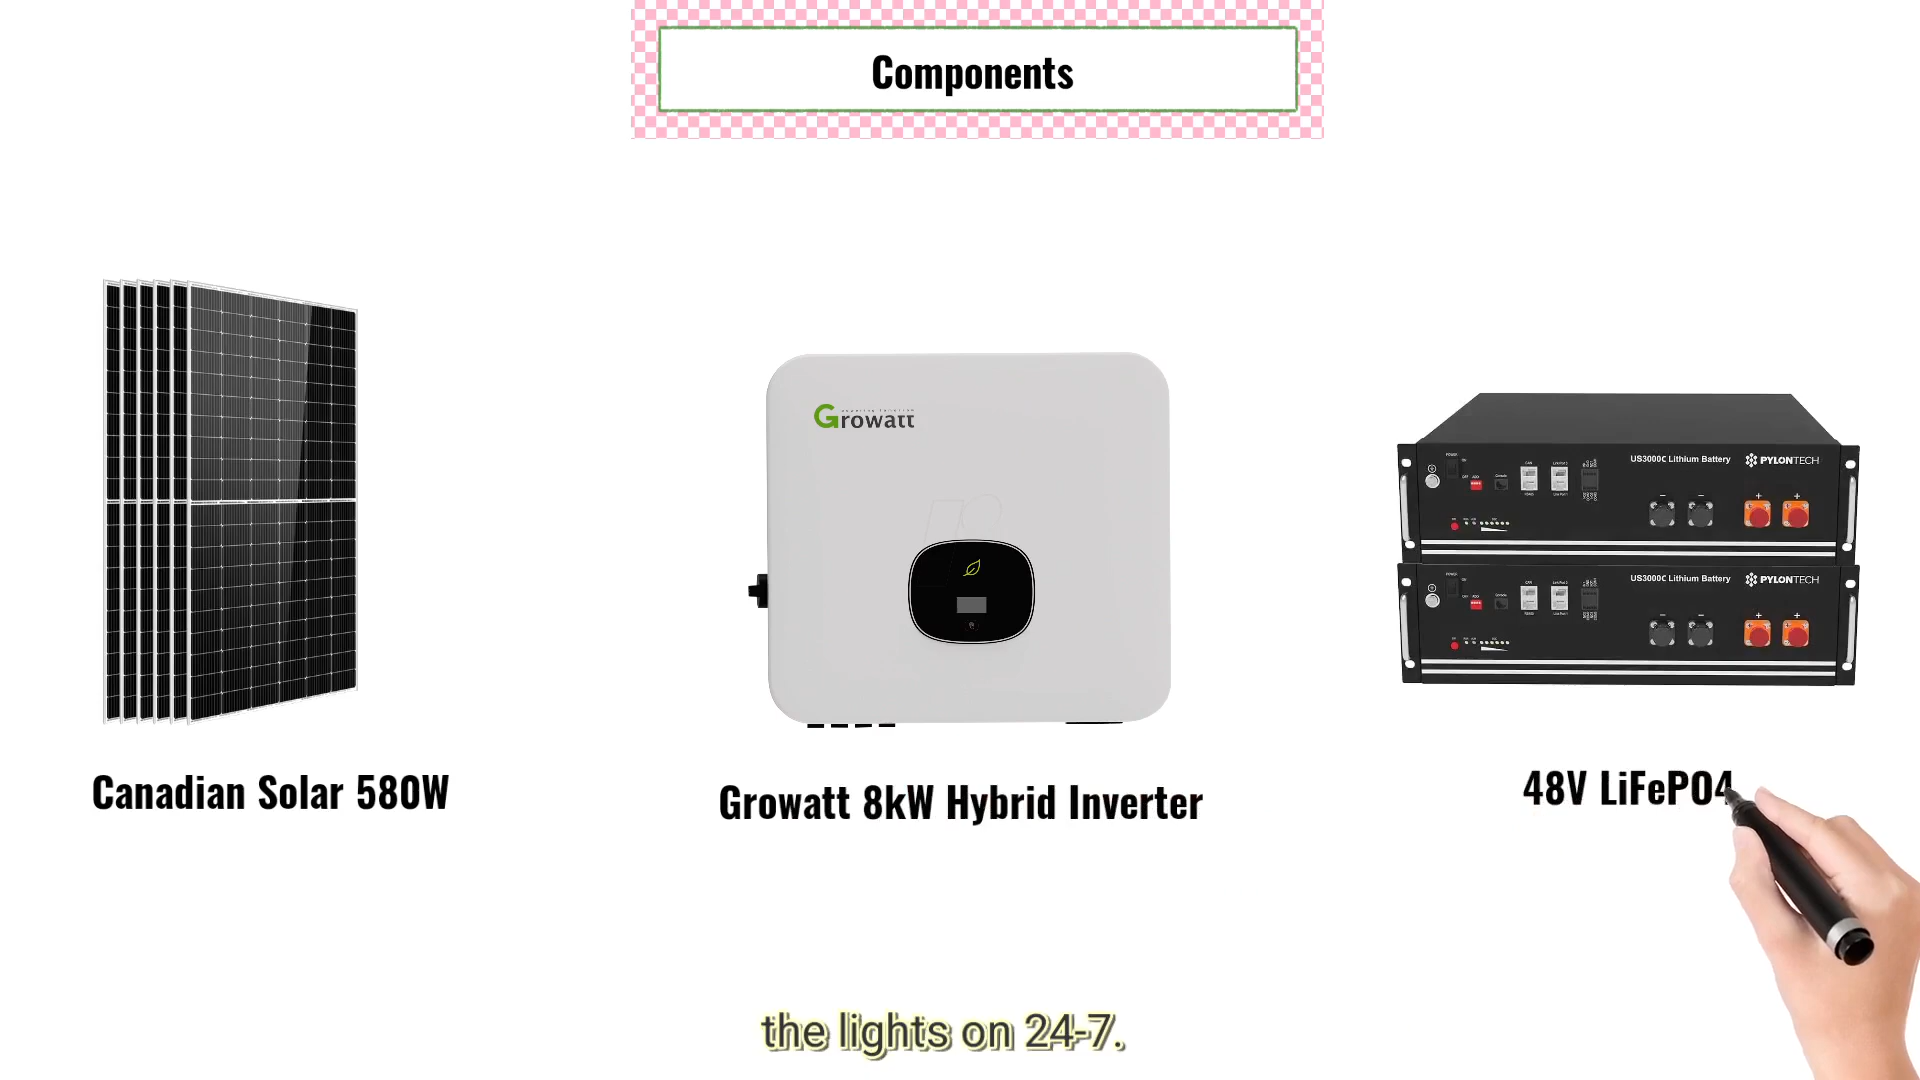 Components
Growatt
US3000C Lithium Battery PYLONTECH
US3000C Lithium Battery PYLONTECH
Canadian Solar 580W
Growatt 8kW Hybrid Inverter
48V LiFePO4
the lights on 24-7.